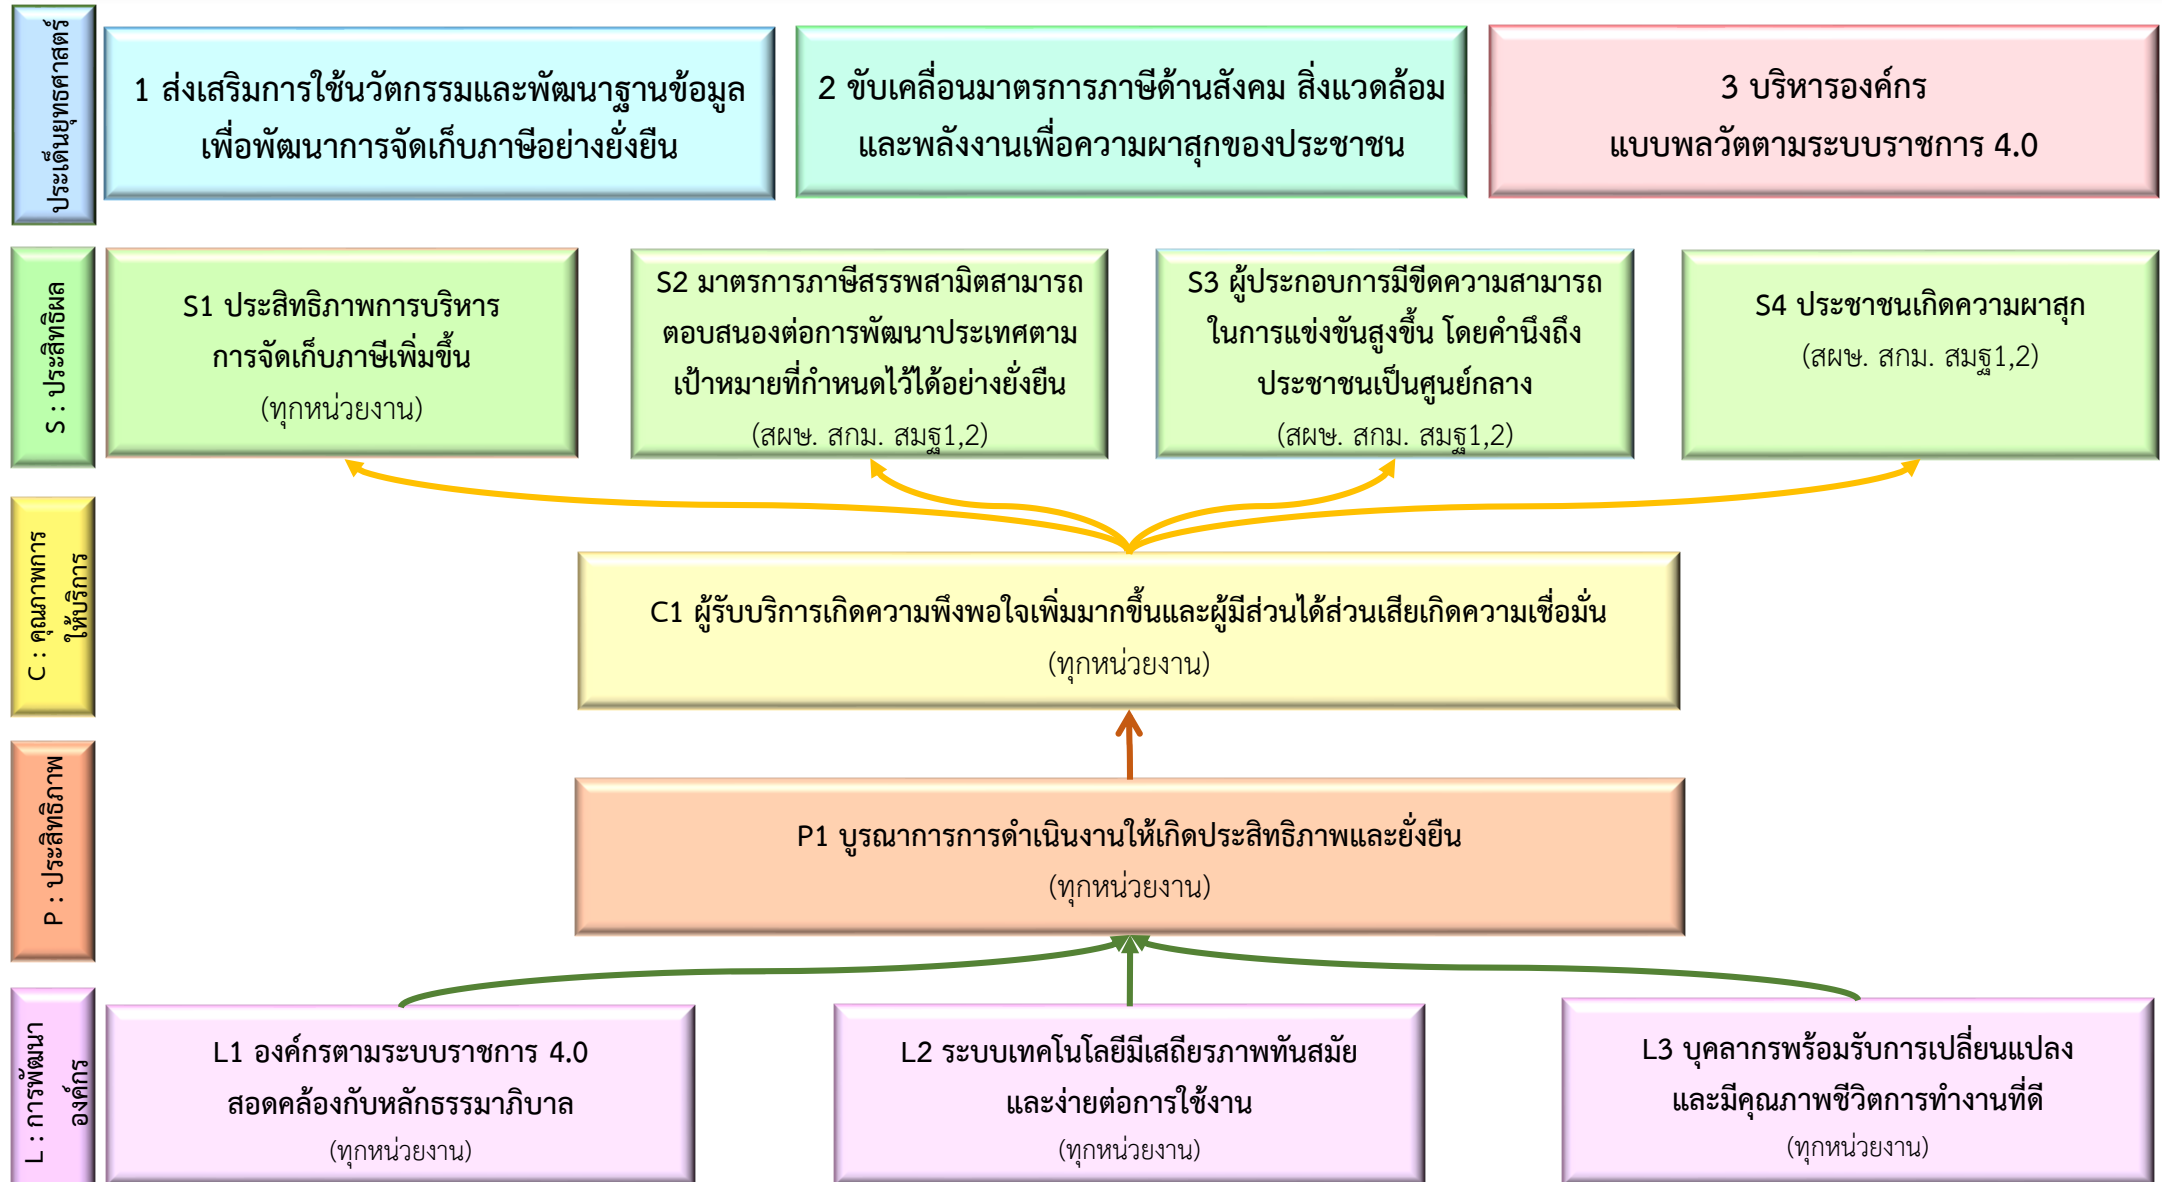 ประเด็นยุทธศาสตร์
1 ส่งเสริมการใช้นวัตกรรมและพัฒนาฐานข้อมูล
เพื่อพัฒนาการจัดเก็บภาษีอย่างยั่งยืน
2 ขับเคลื่อนมาตรการภาษีด้านสังคม สิ่งแวดล้อม
และพลังงานเพื่อความผาสุกของประชาชน
3 บริหารองค์กร
แบบพลวัตตามระบบราชการ 4.0
S : ประสิทธิผล
S1 ประสิทธิภาพการบริหาร
การจัดเก็บภาษีเพิ่มขึ้น
(ทุกหน่วยงาน)
S2 มาตรการภาษีสรรพสามิตสามารถ
ตอบสนองต่อการพัฒนาประเทศตาม
เป้าหมายที่กำหนดไว้ได้อย่างยั่งยืน
(สผษ. สกม. สมฐ1,2)
S3 ผู้ประกอบการมีขีดความสามารถ
ในการแข่งขันสูงขึ้น โดยคำนึงถึง
ประชาชนเป็นศูนย์กลาง
(สผษ. สกม. สมฐ1,2)
S4 ประชาชนเกิดความผาสุก
(สผษ. สกม. สมฐ1,2)
C : คุณภาพการ
ให้บริการ
C1 ผู้รับบริการเกิดความพึงพอใจเพิ่มมากขึ้นและผู้มีส่วนได้ส่วนเสียเกิดความเชื่อมั่น
(ทุกหน่วยงาน)
P : ประสิทธิภาพ
P1 บูรณาการการดำเนินงานให้เกิดประสิทธิภาพและยั่งยืน
(ทุกหน่วยงาน)
L : การพัฒนา
องค์กร
L1 องค์กรตามระบบราชการ 4.0
สอดคล้องกับหลักธรรมาภิบาล
(ทุกหน่วยงาน)
L2 ระบบเทคโนโลยีมีเสถียรภาพทันสมัย
และง่ายต่อการใช้งาน
(ทุกหน่วยงาน)
L3 บุคลากรพร้อมรับการเปลี่ยนแปลง
และมีคุณภาพชีวิตการทำงานที่ดี
(ทุกหน่วยงาน)